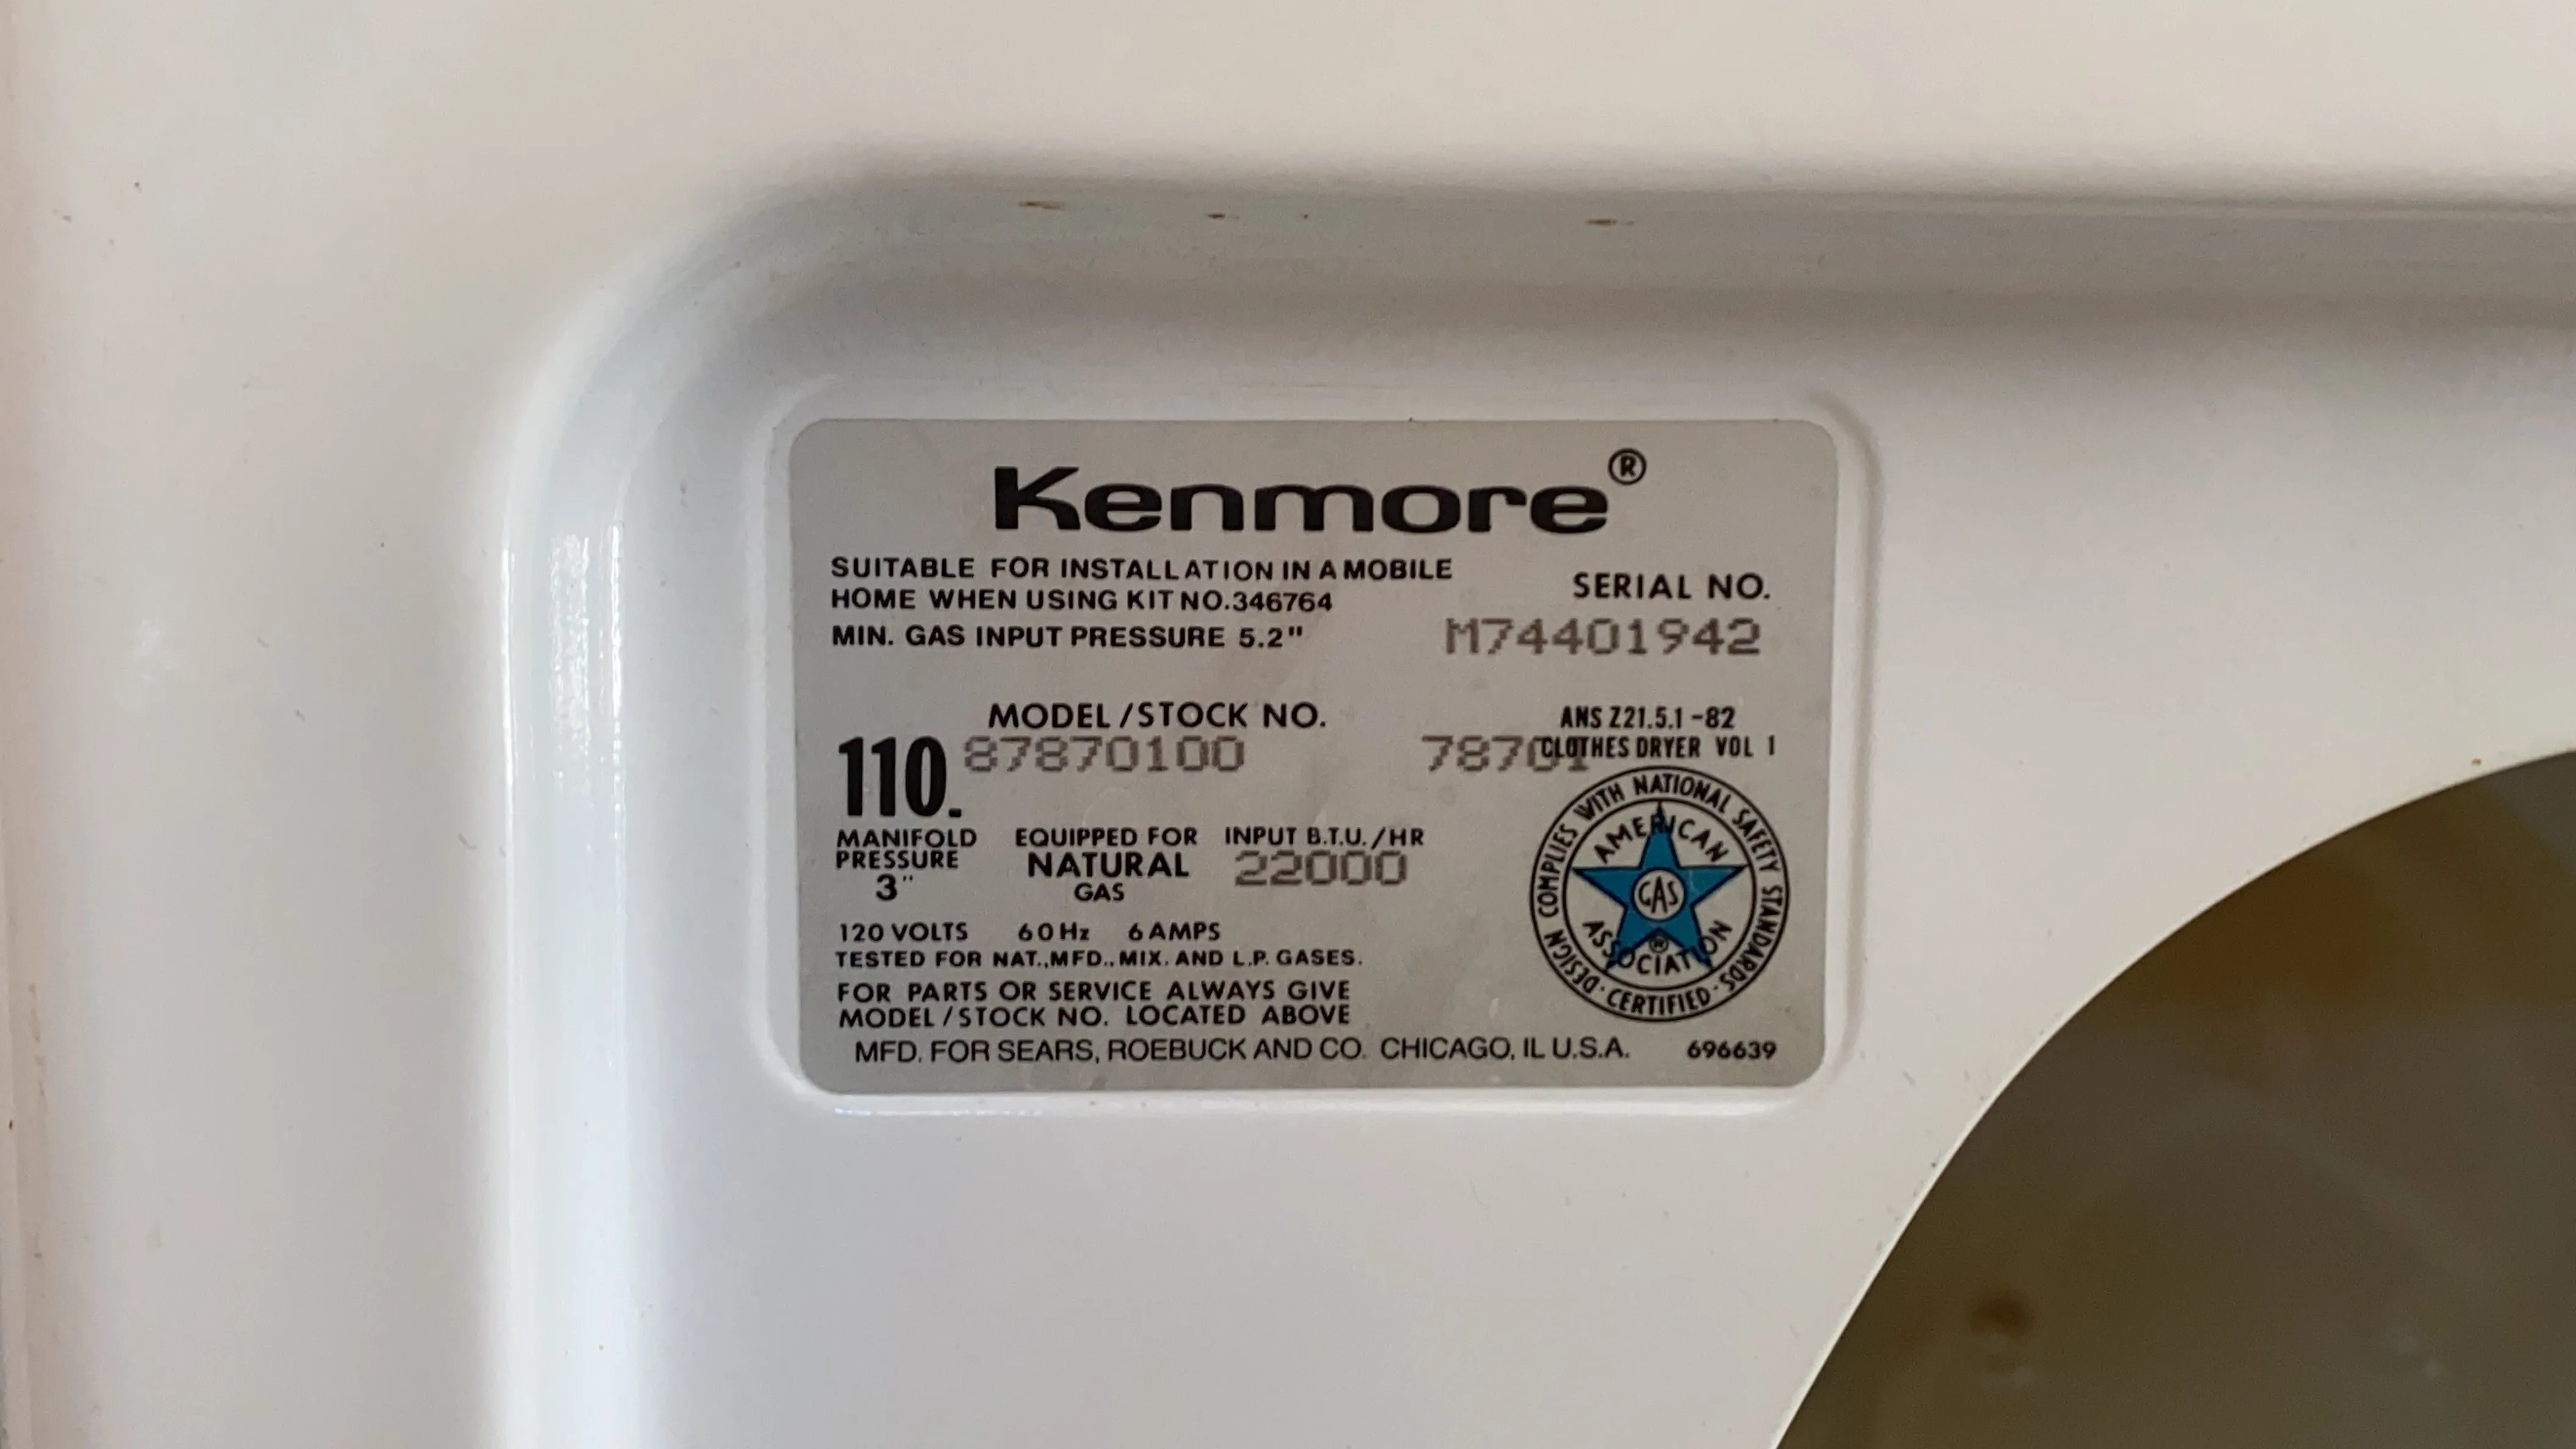 Kenmore®
SUITABLE FOR INSTALLATION IN A MOBILE
HOME WHEN USING KIT NO.346764
MIN. GAS INPUT PRESSURE 5.2"
SERIAL NO.
M74401942
MODEL/STOCK NO.
110. 87870100
78701
ANS Z21.5.1-82
CLOTHES DRYER VOL 1
MANIFOLD
PRESSURE
3"
EQUIPPED FOR
NATURAL
GAS
INPUT B.T.U./HR
22000
DESIGN COMPLIES WITH NATIONAL SAFETY STANDARDS · CERTIFIED ·
AMERICAN
GAS
ASSOCIATION
®
120 VOLTS 60Hz 6 AMPS
TESTED FOR NAT.,MFD., MIX. AND L.P. GASES.
FOR PARTS OR SERVICE ALWAYS GIVE
MODEL/STOCK NO. LOCATED ABOVE
MFD. FOR SEARS, ROEBUCK AND CO. CHICAGO, IL U.S.A. 696639